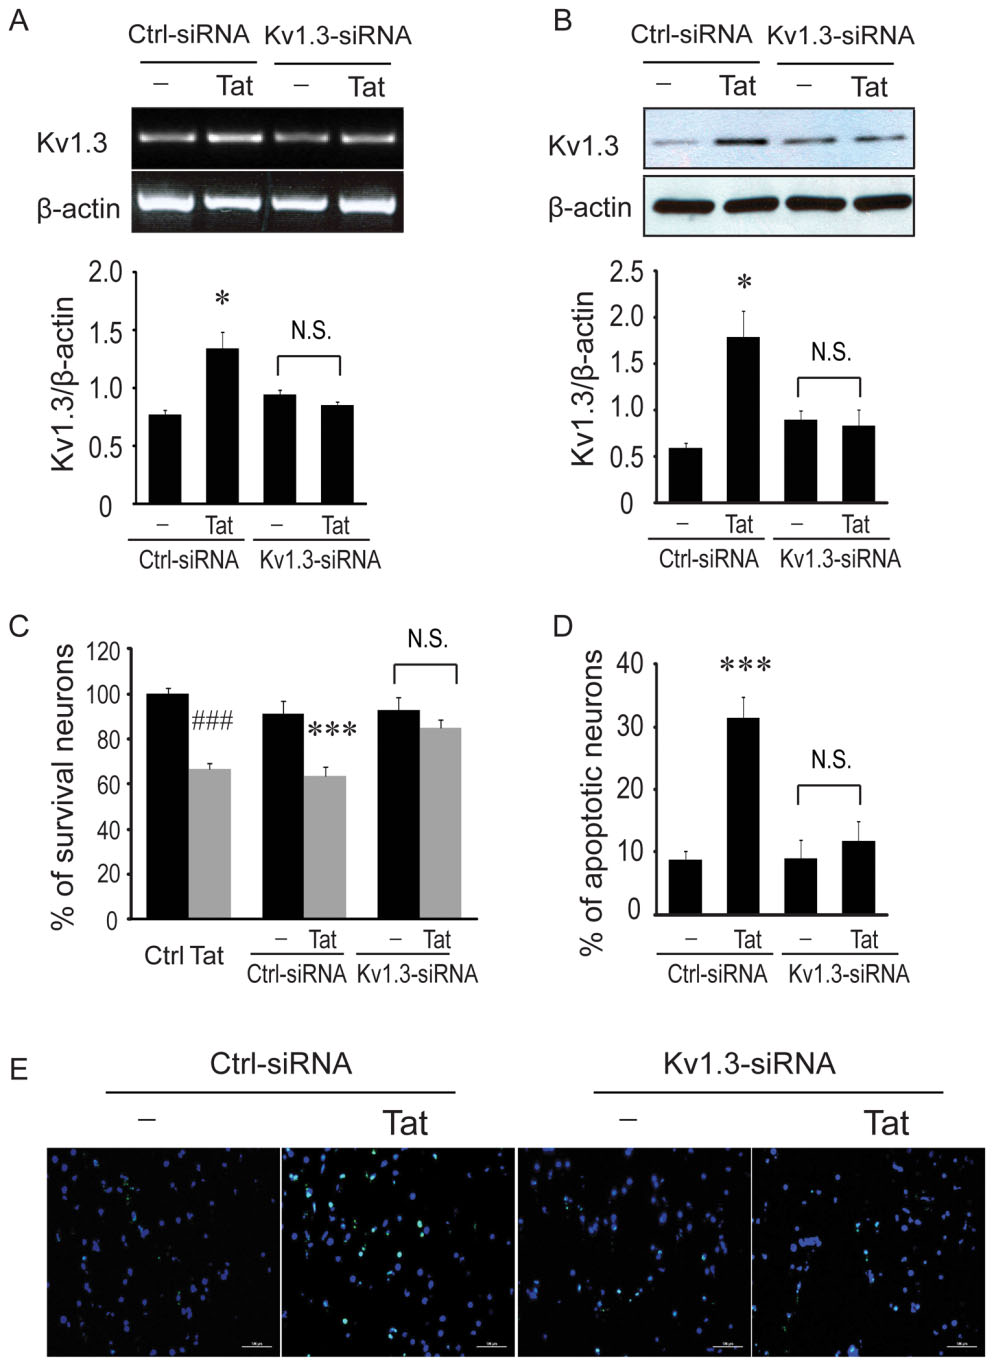 A
Ctrl-siRNA Kv1.3-siRNA
– Tat – Tat
Kv1.3
β-actin
Kv1.3/β-actin
2.0
1.5
1.0
0.5
0
*
N.S.
– Tat – Tat
Ctrl-siRNA Kv1.3-siRNA
B
Ctrl-siRNA Kv1.3-siRNA
– Tat – Tat
Kv1.3
β-actin
Kv1.3/β-actin
2.5
2.0
1.5
1.0
0.5
0
*
N.S.
– Tat – Tat
Ctrl-siRNA Kv1.3-siRNA
C
% of survival neurons
120
100
80
60
40
20
0
###
***
N.S.
Ctrl Tat
– Tat – Tat
Ctrl-siRNA Kv1.3-siRNA
D
% of apoptotic neurons
40
30
20
10
0
***
N.S.
– Tat – Tat
Ctrl-siRNA Kv1.3-siRNA
E
Ctrl-siRNA Kv1.3-siRNA
– Tat – Tat